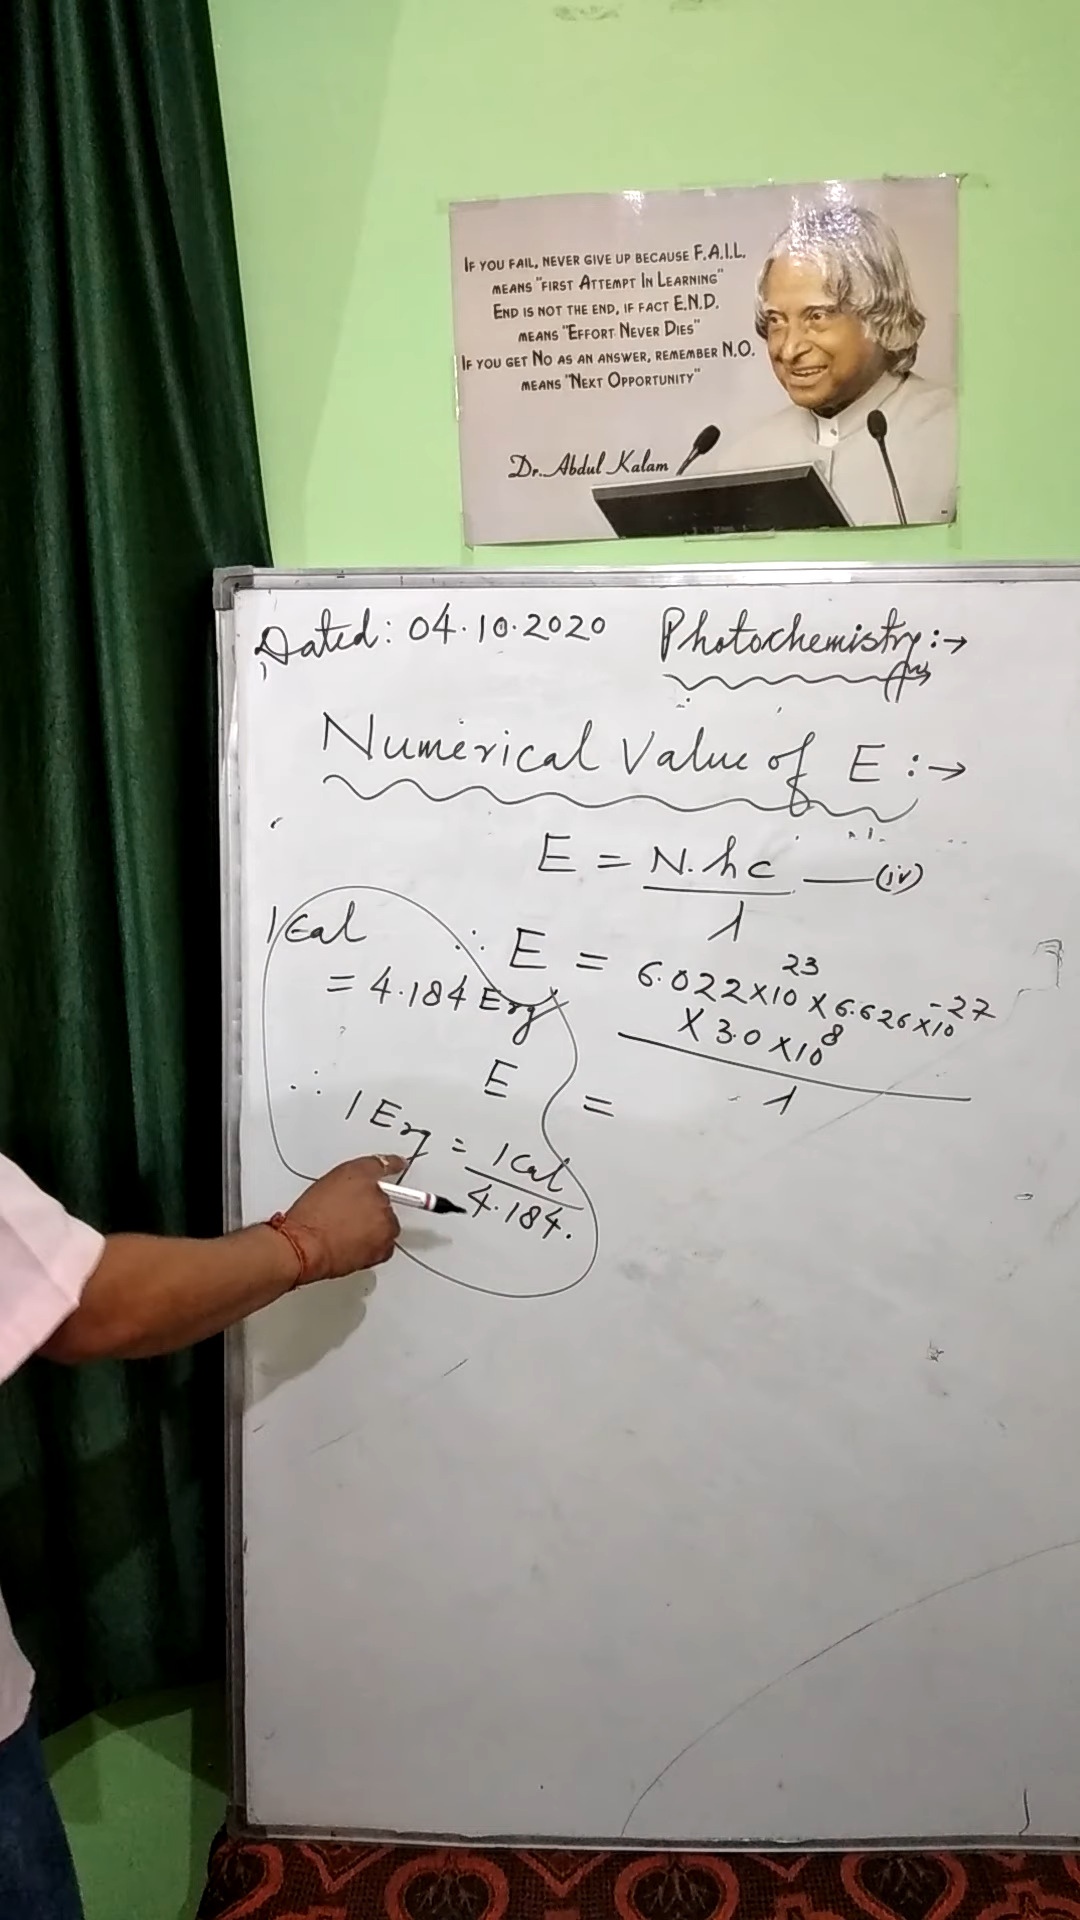 IF YOU FAIL, NEVER GIVE UP BECAUSE F.A.I.L.
MEANS "FIRST ATTEMPT IN LEARNING"
END IS NOT THE END, IF FACT E.N.D.
MEANS "EFFORT NEVER DIES"
IF YOU GET NO AS AN ANSWER, REMEMBER N.O.
MEANS "NEXT OPPORTUNITY"
Dr. Abdul Kalam
Dated: 04.10.2020 Photochemistry:→
Numerical Value of E:→
E = N.hc/λ —(iv)
1 Cal
= 4.184 Erg
∴ E = 6.022×10²³ × 6.626×10⁻²⁷ × 3.0×10⁸ / λ
E =
∴ 1 Erg = 1 Cal / 4.184.